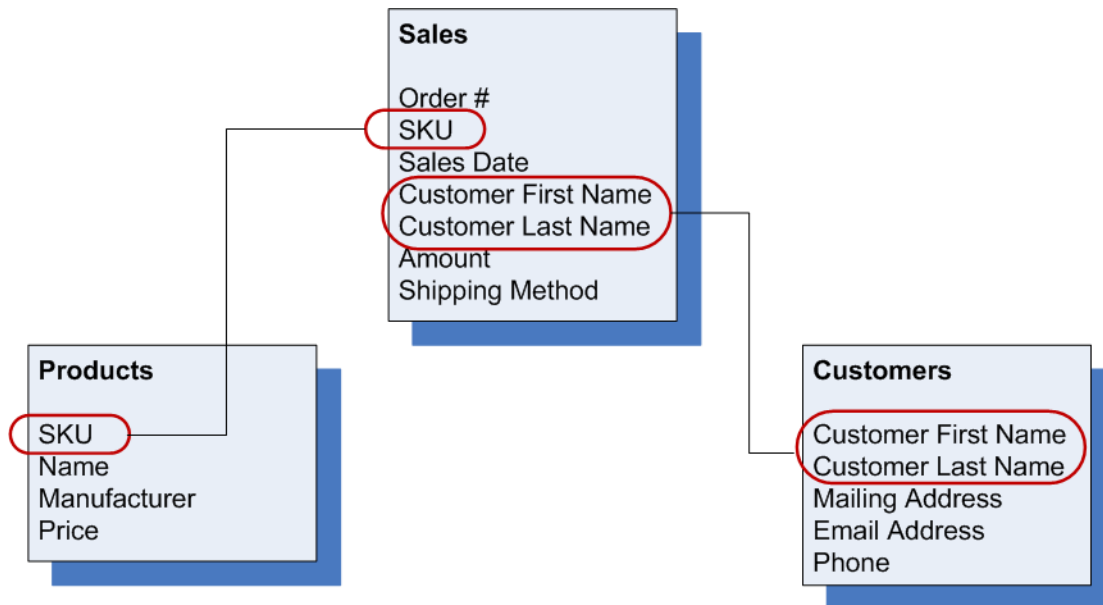 Sales
Order #
SKU
Sales Date
Customer First Name
Customer Last Name
Amount
Shipping Method
Products
SKU
Name
Manufacturer
Price
Customers
Customer First Name
Customer Last Name
Mailing Address
Email Address
Phone